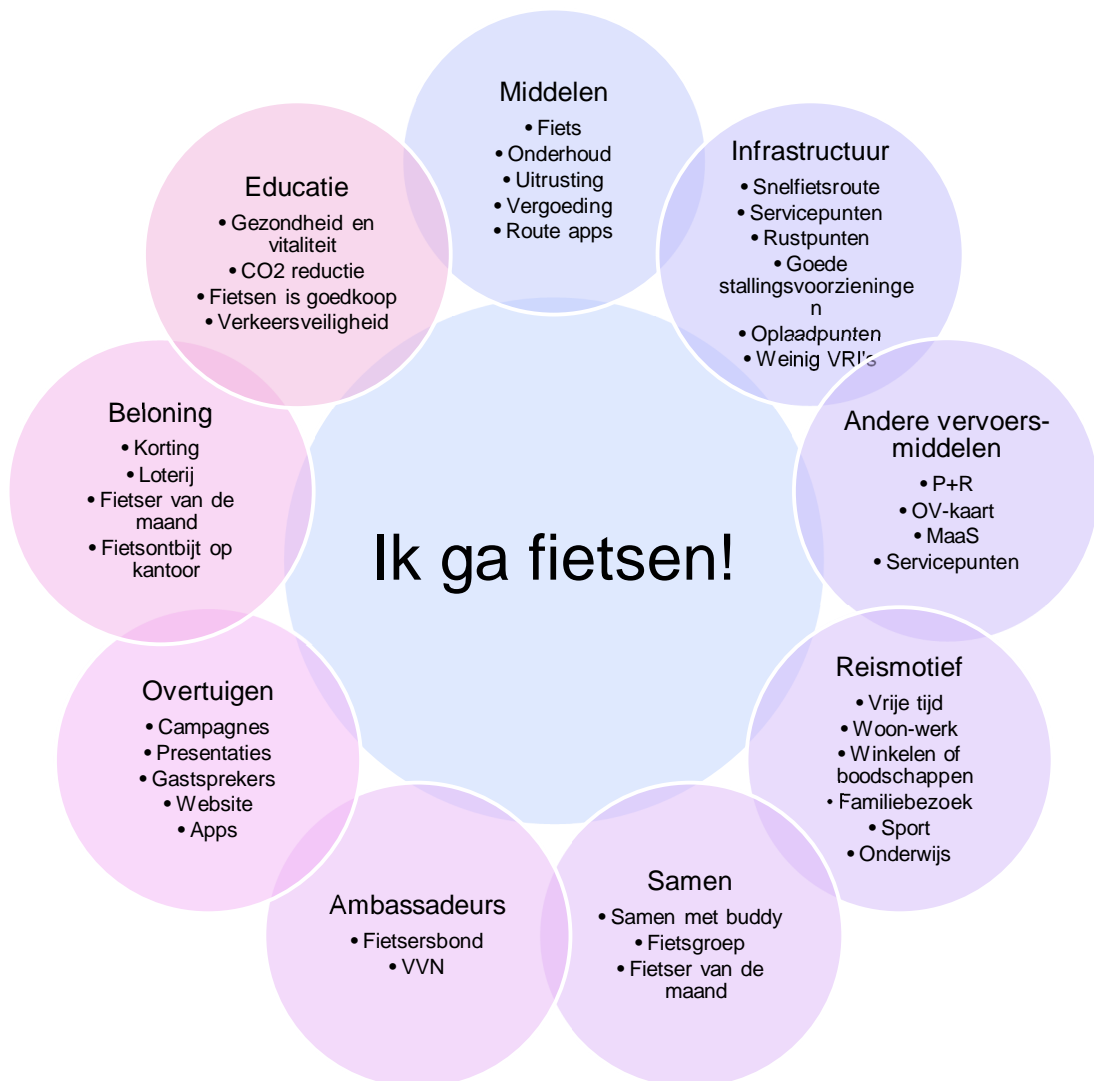 Middelen
• Fiets
• Onderhoud
• Uitrusting
• Vergoeding
• Route apps
Infrastructuur
• Snelfietsroute
• Servicepunten
• Rustpunten
• Goede
stallingsvoorzieninge
n
• Oplaadpunten
• Weinig VRI's
Andere vervoers-
middelen
• P+R
• OV-kaart
• MaaS
• Servicepunten
Reismotief
• Vrije tijd
• Woon-werk
• Winkelen of
boodschappen
• Familiebezoek
• Sport
• Onderwijs
Samen
• Samen met buddy
• Fietsgroep
• Fietser van de
maand
Ambassadeurs
• Fietsersbond
• VVN
Overtuigen
• Campagnes
• Presentaties
• Gastsprekers
• Website
• Apps
Beloning
• Korting
• Loterij
• Fietser van de
maand
• Fietsontbijt op
kantoor
Educatie
• Gezondheid en
vitaliteit
• CO2 reductie
• Fietsen is goedkoop
• Verkeersveiligheid
Ik ga fietsen!